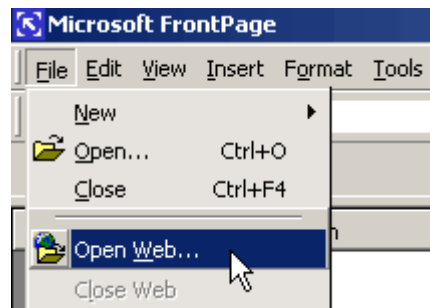 Microsoft FrontPage
File Edit View Insert Format Tools
New
Open... Ctrl+O
Close Ctrl+F4
Open Web...
Close Web